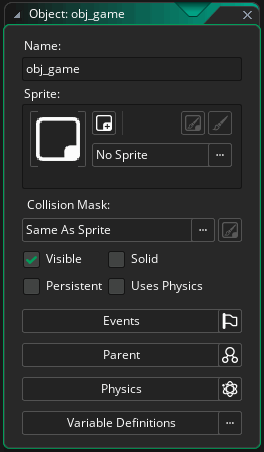 Object: obj_game
Name:
obj_game
Sprite:
No Sprite
...
Collision Mask:
Same As Sprite
...
Visible
Solid
Persistent
Uses Physics
Events
Parent
Physics
Variable Definitions
...